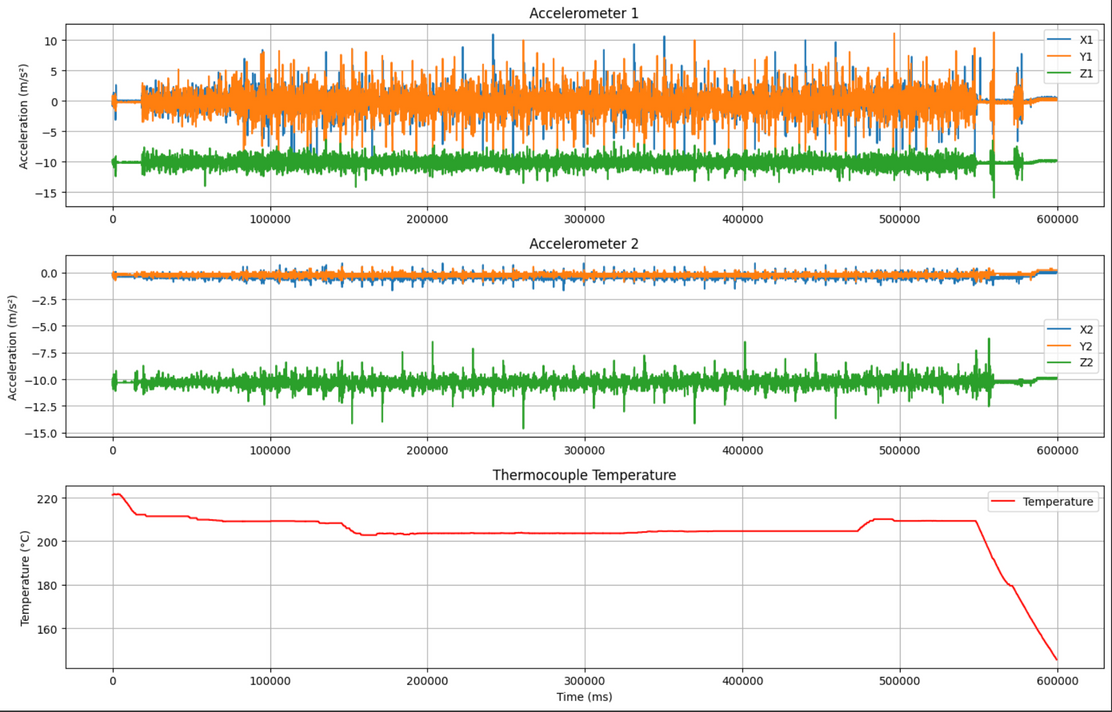 Accelerometer 1
Acceleration (m/s²)
10
5
0
−5
−10
−15
X1
Y1
Z1
0
100000
200000
300000
400000
500000
600000
Accelerometer 2
Acceleration (m/s²)
0.0
−2.5
−5.0
−7.5
−10.0
−12.5
−15.0
X2
Y2
Z2
0
100000
200000
300000
400000
500000
600000
Thermocouple Temperature
Temperature (°C)
220
200
180
160
Temperature
0
100000
200000
300000
400000
500000
600000
Time (ms)